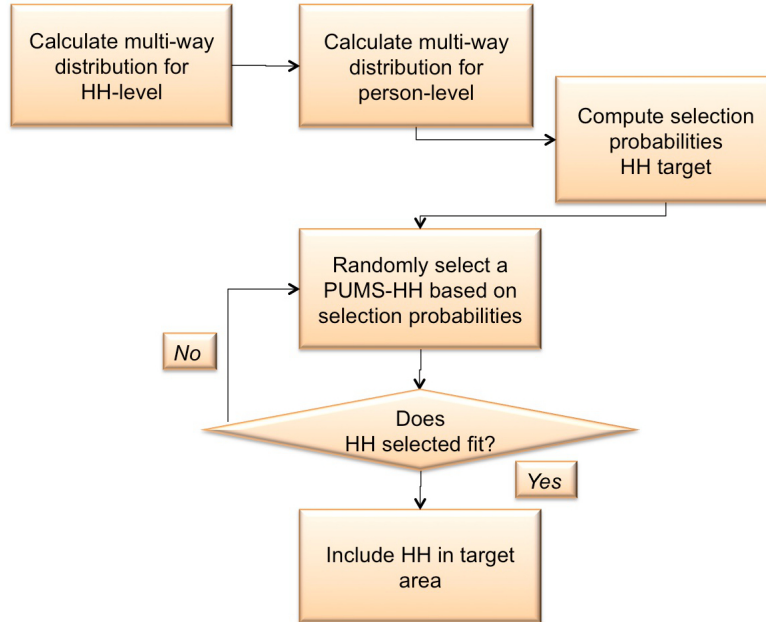 Calculate multi-way
distribution for
HH-level
Calculate multi-way
distribution for
person-level
Compute selection
probabilities
HH target
Randomly select a
PUMS-HH based on
selection probabilities
No
Does
HH selected fit?
Yes
Include HH in target
area